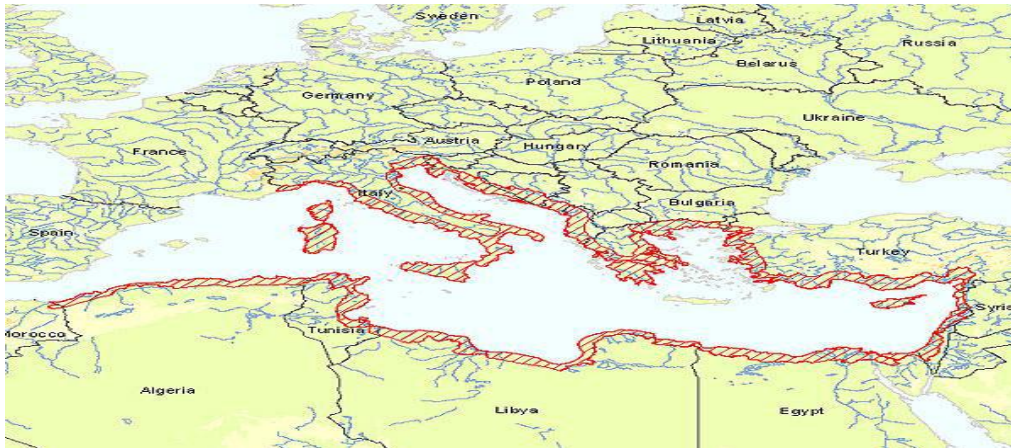 Sweden
Latvia
Lithuania
Russia
Belarus
Poland
Germany
Ukraine
France
Austria
Hungary
Romania
Italy
Bulgaria
Spain
Turkey
Syria
Morocco
Tunisia
Algeria
Libya
Egypt